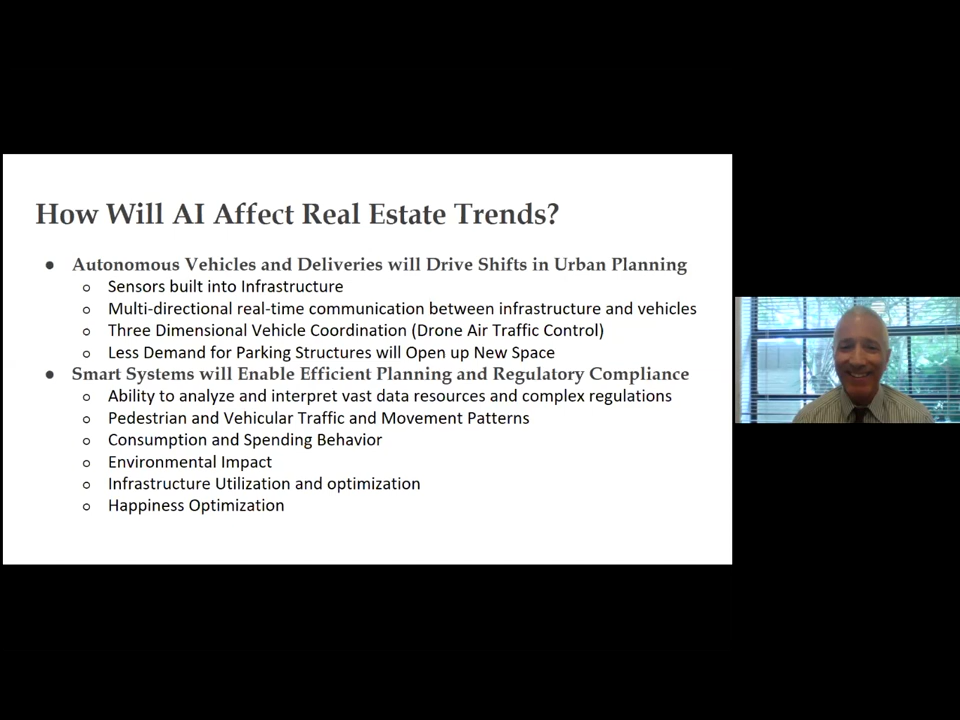 How Will AI Affect Real Estate Trends?
● Autonomous Vehicles and Deliveries will Drive Shifts in Urban Planning
○ Sensors built into Infrastructure
○ Multi-directional real-time communication between infrastructure and vehicles
○ Three Dimensional Vehicle Coordination (Drone Air Traffic Control)
○ Less Demand for Parking Structures will Open up New Space
● Smart Systems will Enable Efficient Planning and Regulatory Compliance
○ Ability to analyze and interpret vast data resources and complex regulations
○ Pedestrian and Vehicular Traffic and Movement Patterns
○ Consumption and Spending Behavior
○ Environmental Impact
○ Infrastructure Utilization and optimization
○ Happiness Optimization